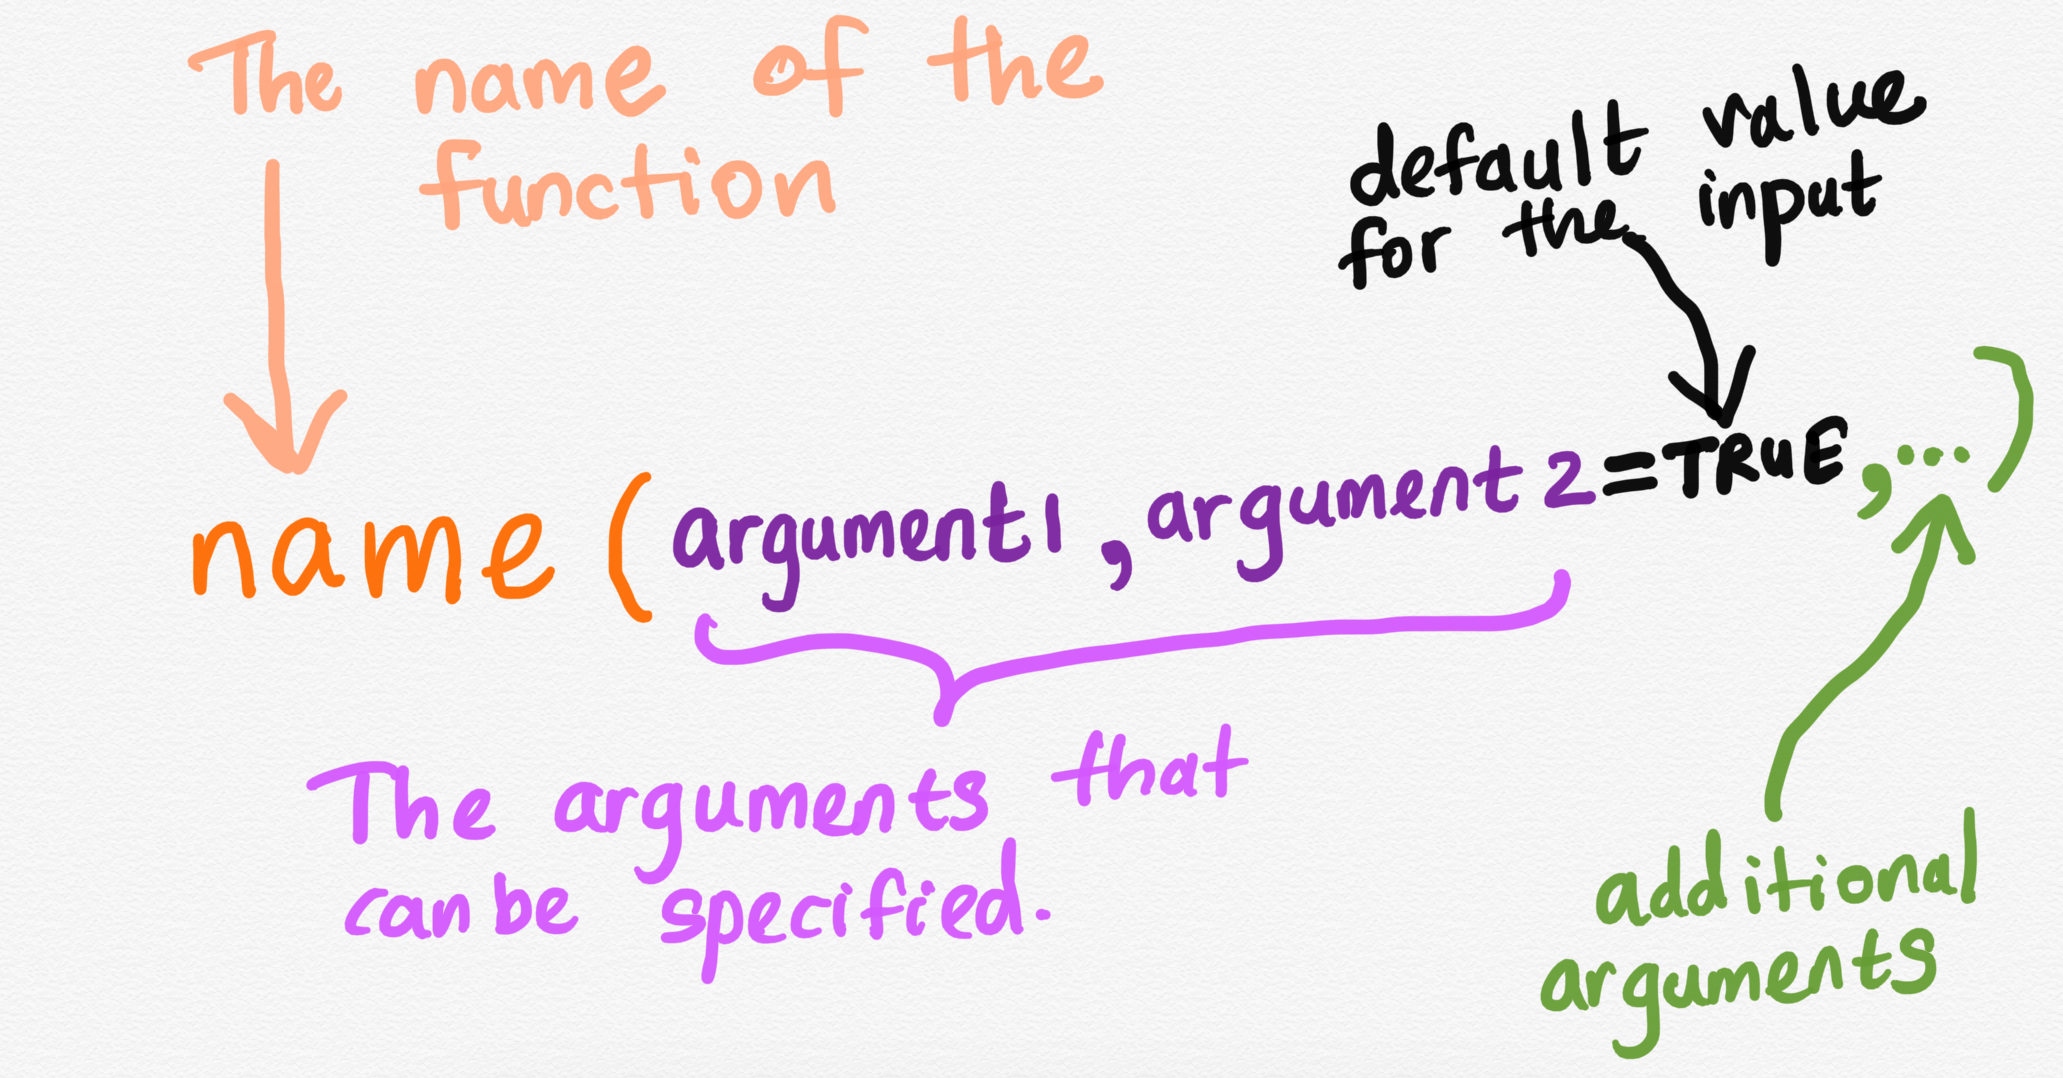 The name of the
function
default value
for the input
name (argument1, argument2=TRUE, ...)
The arguments that
can be specified.
additional
arguments